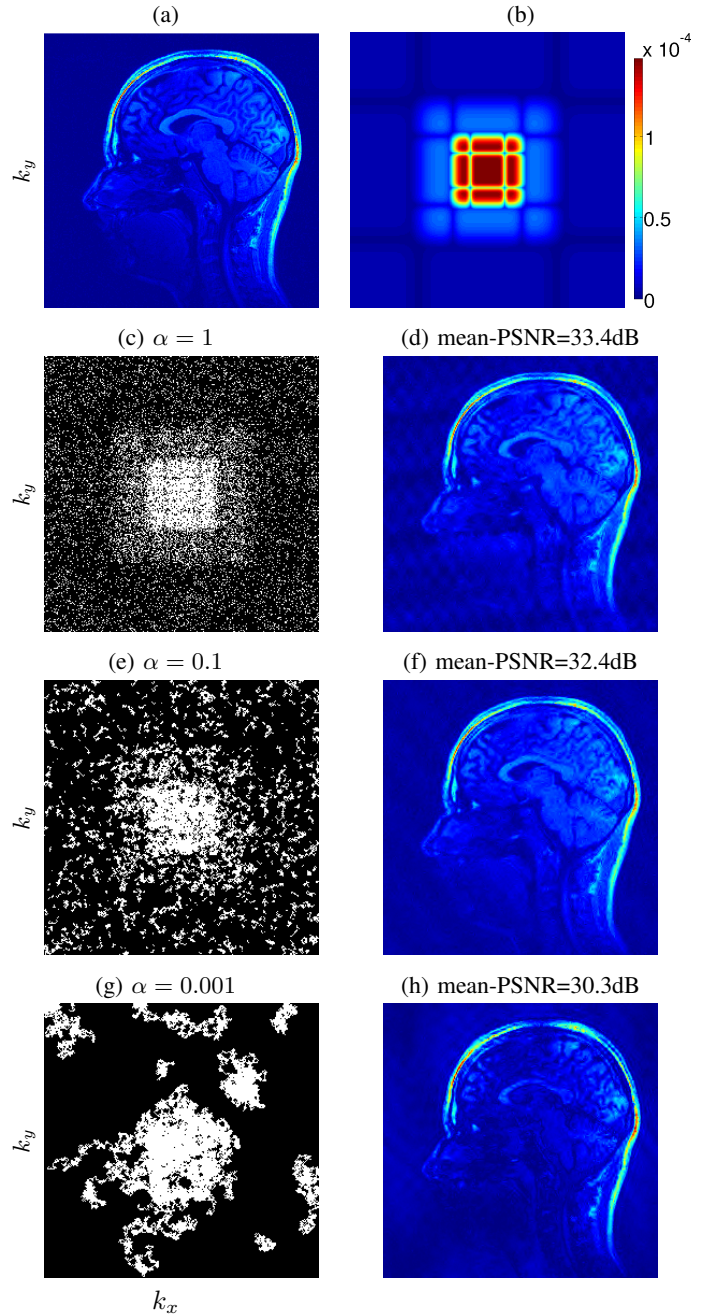 (a)
(b)
k_y
x 10^-4
1
0.5
0
(c) α = 1
(d) mean-PSNR=33.4dB
k_y
(e) α = 0.1
(f) mean-PSNR=32.4dB
k_y
(g) α = 0.001
(h) mean-PSNR=30.3dB
k_y
k_x